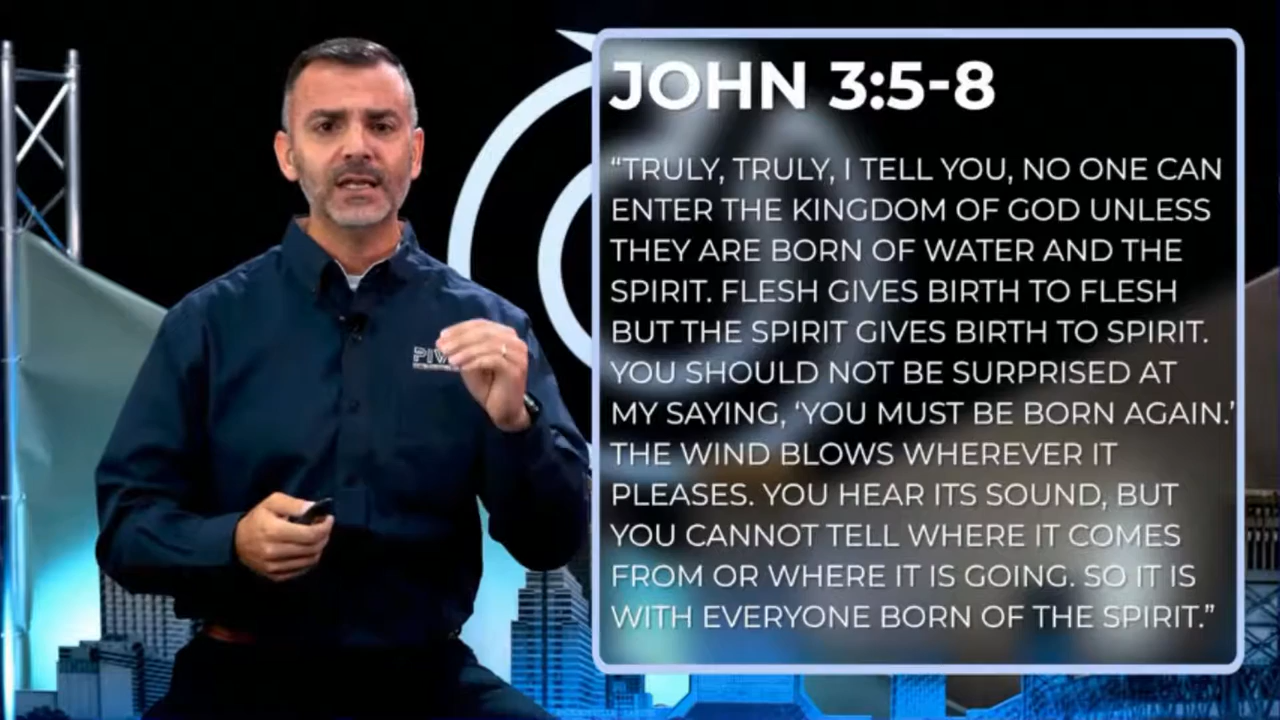 JOHN 3:5-8
“TRULY, TRULY, I TELL YOU, NO ONE CAN
ENTER THE KINGDOM OF GOD UNLESS
THEY ARE BORN OF WATER AND THE
SPIRIT. FLESH GIVES BIRTH TO FLESH
BUT THE SPIRIT GIVES BIRTH TO SPIRIT.
YOU SHOULD NOT BE SURPRISED AT
MY SAYING, ‘YOU MUST BE BORN AGAIN.’
THE WIND BLOWS WHEREVER IT
PLEASES. YOU HEAR ITS SOUND, BUT
YOU CANNOT TELL WHERE IT COMES
FROM OR WHERE IT IS GOING. SO IT IS
WITH EVERYONE BORN OF THE SPIRIT.”